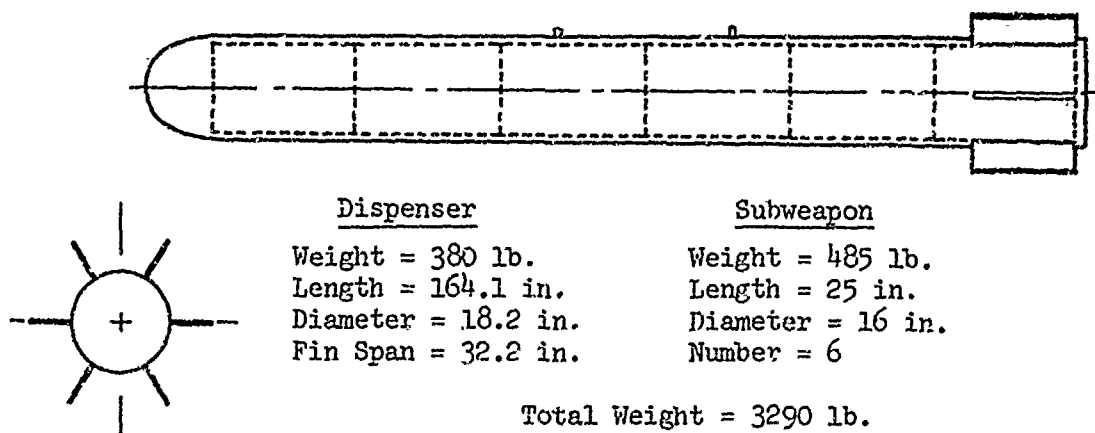 Dispenser
Weight = 380 lb.
Length = 164.1 in.
Diameter = 18.2 in.
Fin Span = 32.2 in.
Subweapon
Weight = 485 lb.
Length = 25 in.
Diameter = 16 in.
Number = 6
Total Weight = 3290 lb.